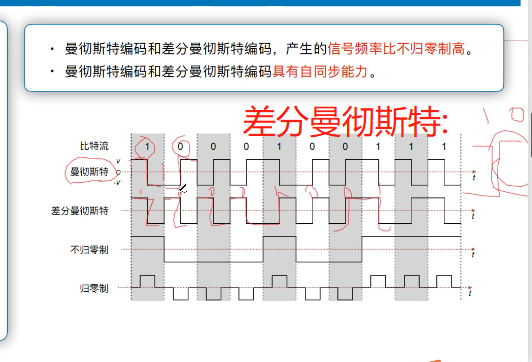 · 曼彻斯特编码和差分曼彻斯特编码，产生的信号频率比不归零制高。
· 曼彻斯特编码和差分曼彻斯特编码具有自同步能力。
差分曼彻斯特:
比特流 1 0 0 0 1 0 0 1 1 1
曼彻斯特 v 0 -v t
差分曼彻斯特 t
不归零制 t
归零制 t